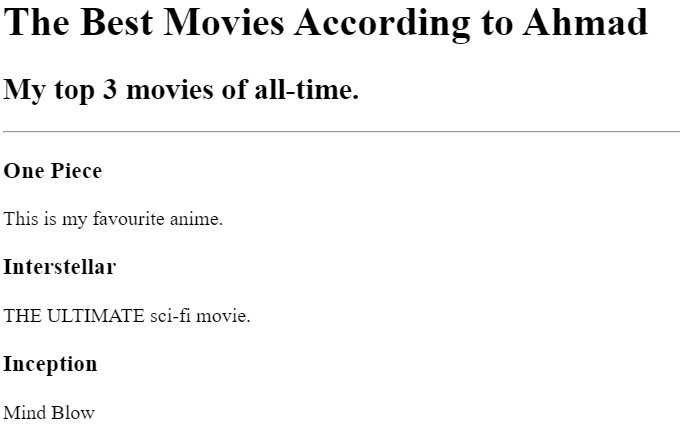 The Best Movies According to Ahmad
My top 3 movies of all-time.
One Piece
This is my favourite anime.
Interstellar
THE ULTIMATE sci-fi movie.
Inception
Mind Blow